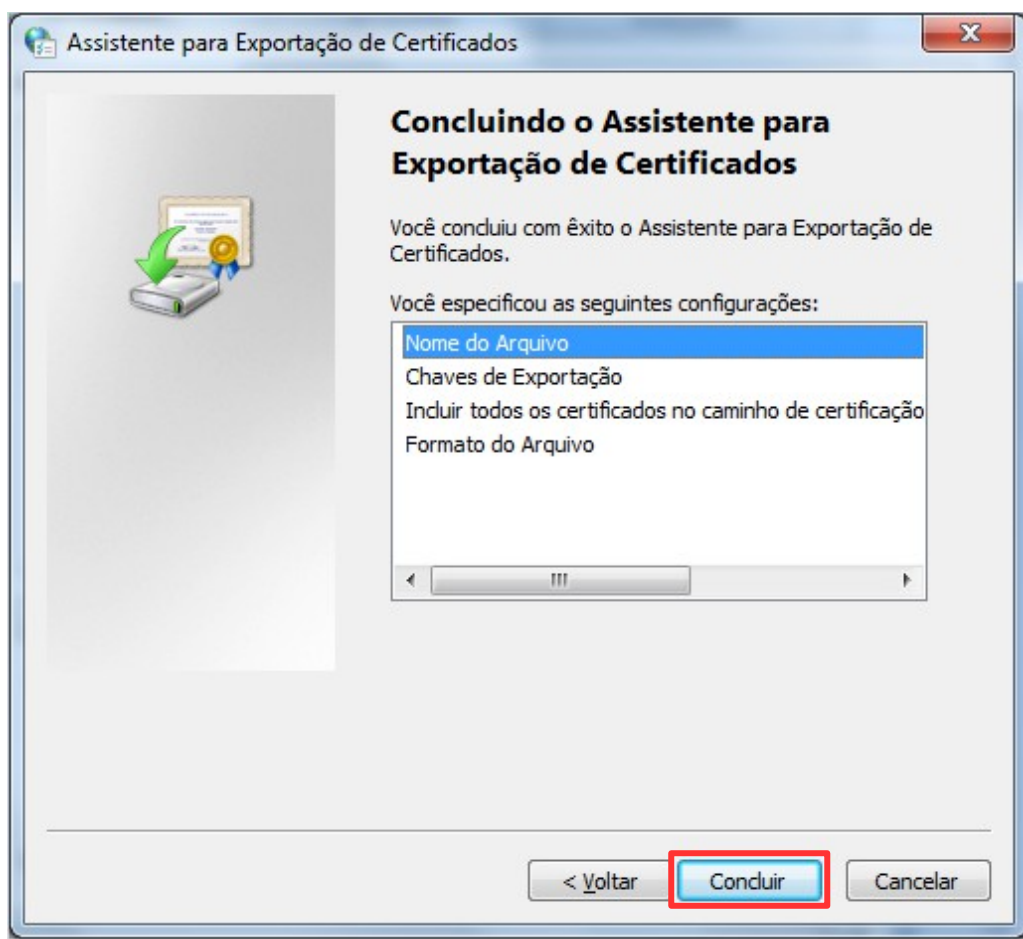 Assistente para Exportação de Certificados
Concluindo o Assistente para
Exportação de Certificados
Você concluiu com êxito o Assistente para Exportação de
Certificados.
Você especificou as seguintes configurações:
Nome do Arquivo
Chaves de Exportação
Incluir todos os certificados no caminho de certificação
Formato do Arquivo
< Voltar
Concluir
Cancelar